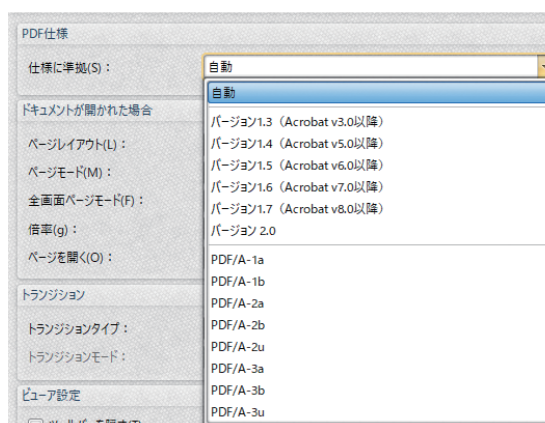 PDF仕様
仕様に準拠(S)： 自動
自動
ドキュメントが開かれた場合
バージョン1.3（Acrobat v3.0以降）
ページレイアウト(L)：
バージョン1.4（Acrobat v5.0以降）
ページモード(M)：
バージョン1.5（Acrobat v6.0以降）
バージョン1.6（Acrobat v7.0以降）
全画面ページモード(F)：
バージョン1.7（Acrobat v8.0以降）
倍率(g)：
バージョン 2.0
ページを開く(O)：
PDF/A-1a
PDF/A-1b
トランジション
PDF/A-2a
トランジションタイプ：
PDF/A-2b
PDF/A-2u
トランジションモード：
PDF/A-3a
ビューア設定
PDF/A-3b
PDF/A-3u